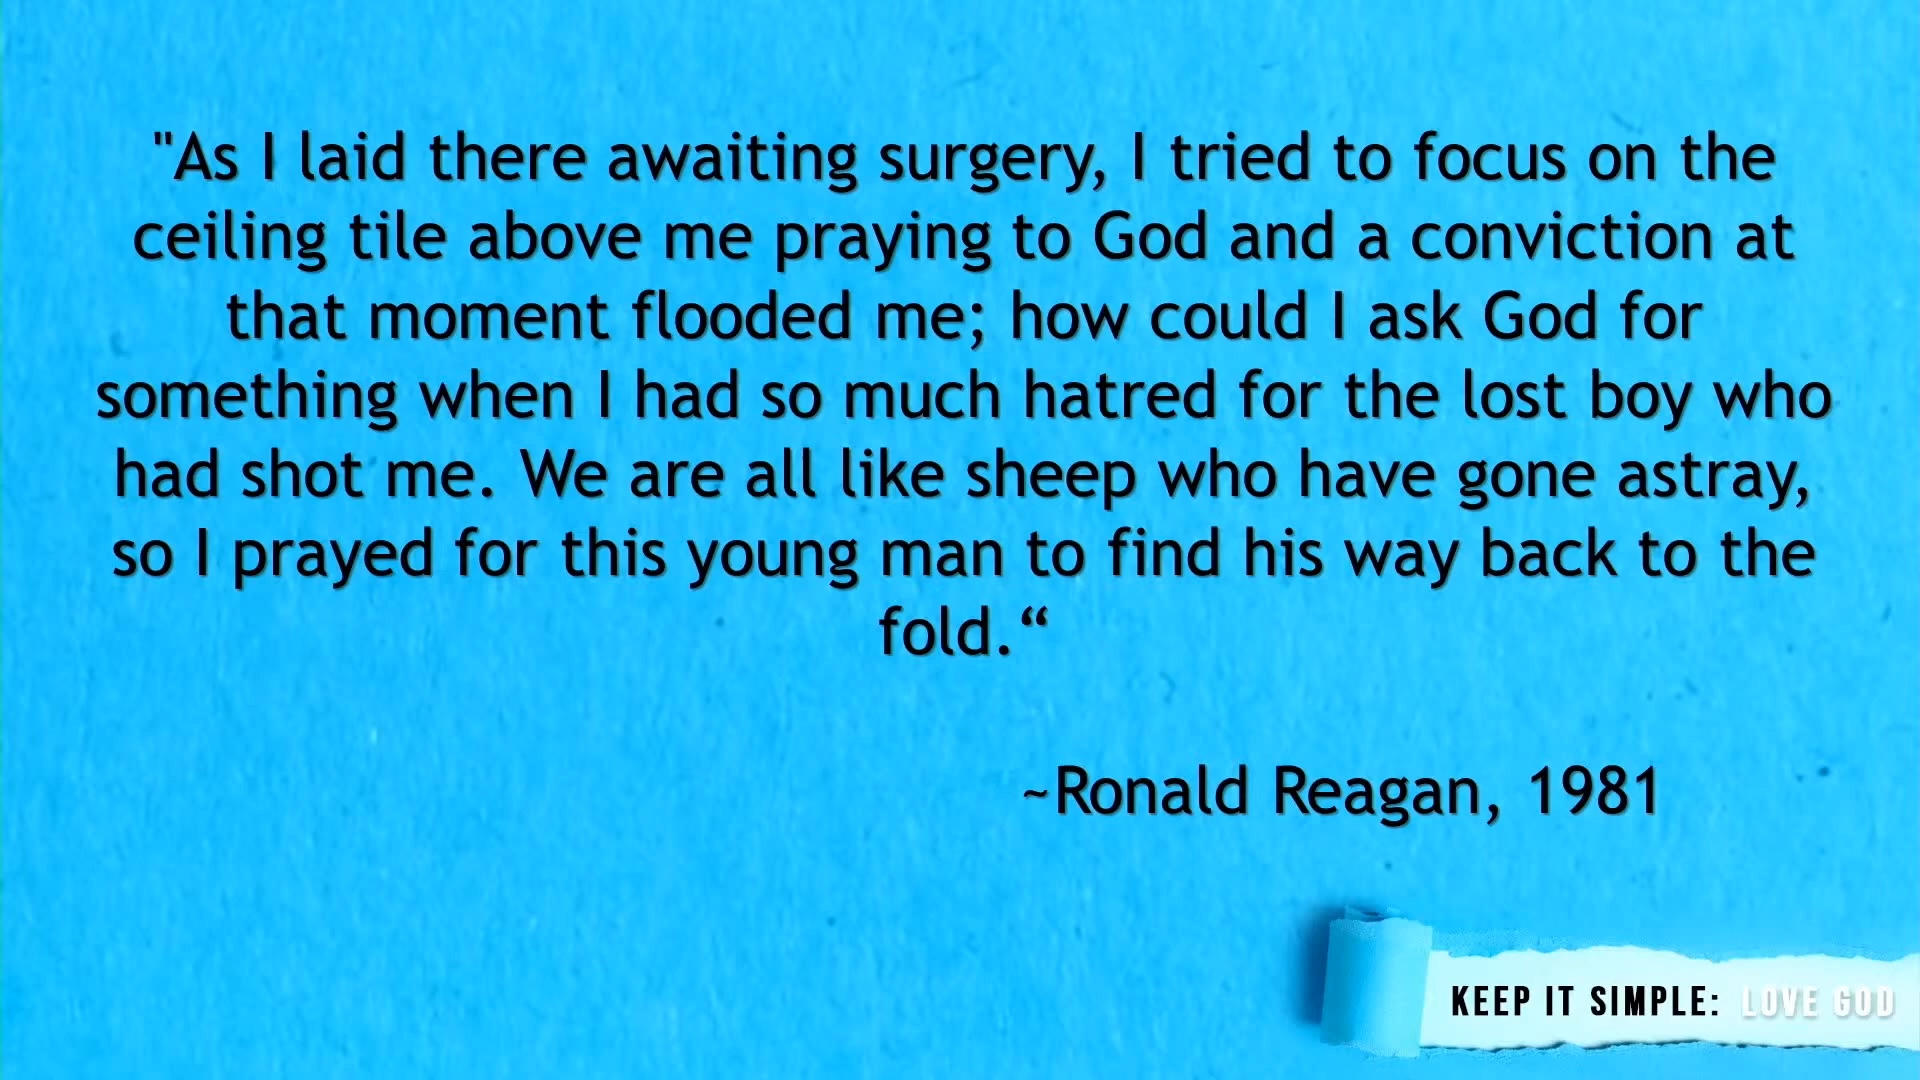 "As I laid there awaiting surgery, I tried to focus on the
ceiling tile above me praying to God and a conviction at
that moment flooded me; how could I ask God for
something when I had so much hatred for the lost boy who
had shot me. We are all like sheep who have gone astray,
so I prayed for this young man to find his way back to the
fold.“
~Ronald Reagan, 1981
KEEP IT SIMPLE: LOVE GOD